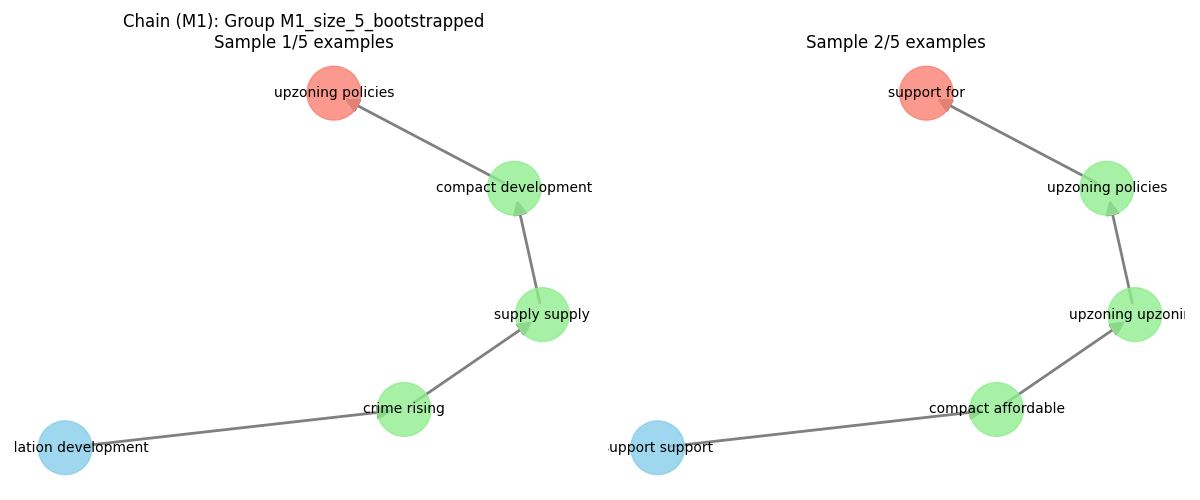 Chain (M1): Group M1_size_5_bootstrapped
Sample 1/5 examples
upzoning policies
compact development
supply supply
crime rising
lation development
Sample 2/5 examples
support for
upzoning policies
upzoning upzoni
compact affordable
upport support